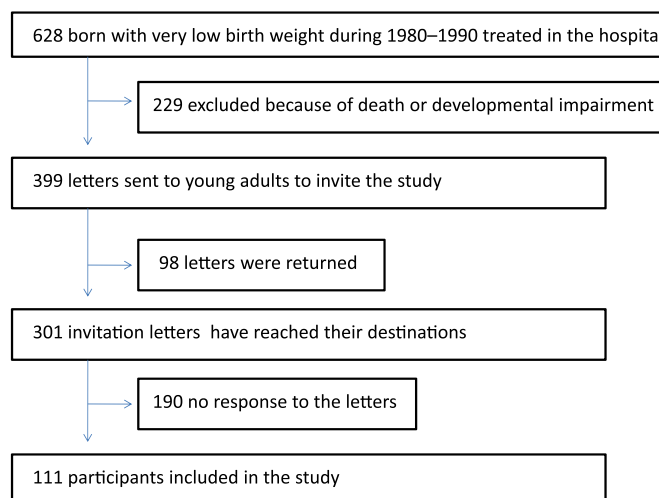 628 born with very low birth weight during 1980–1990 treated in the hospita
229 excluded because of death or developmental impairment
399 letters sent to young adults to invite the study
98 letters were returned
301 invitation letters have reached their destinations
190 no response to the letters
111 participants included in the study